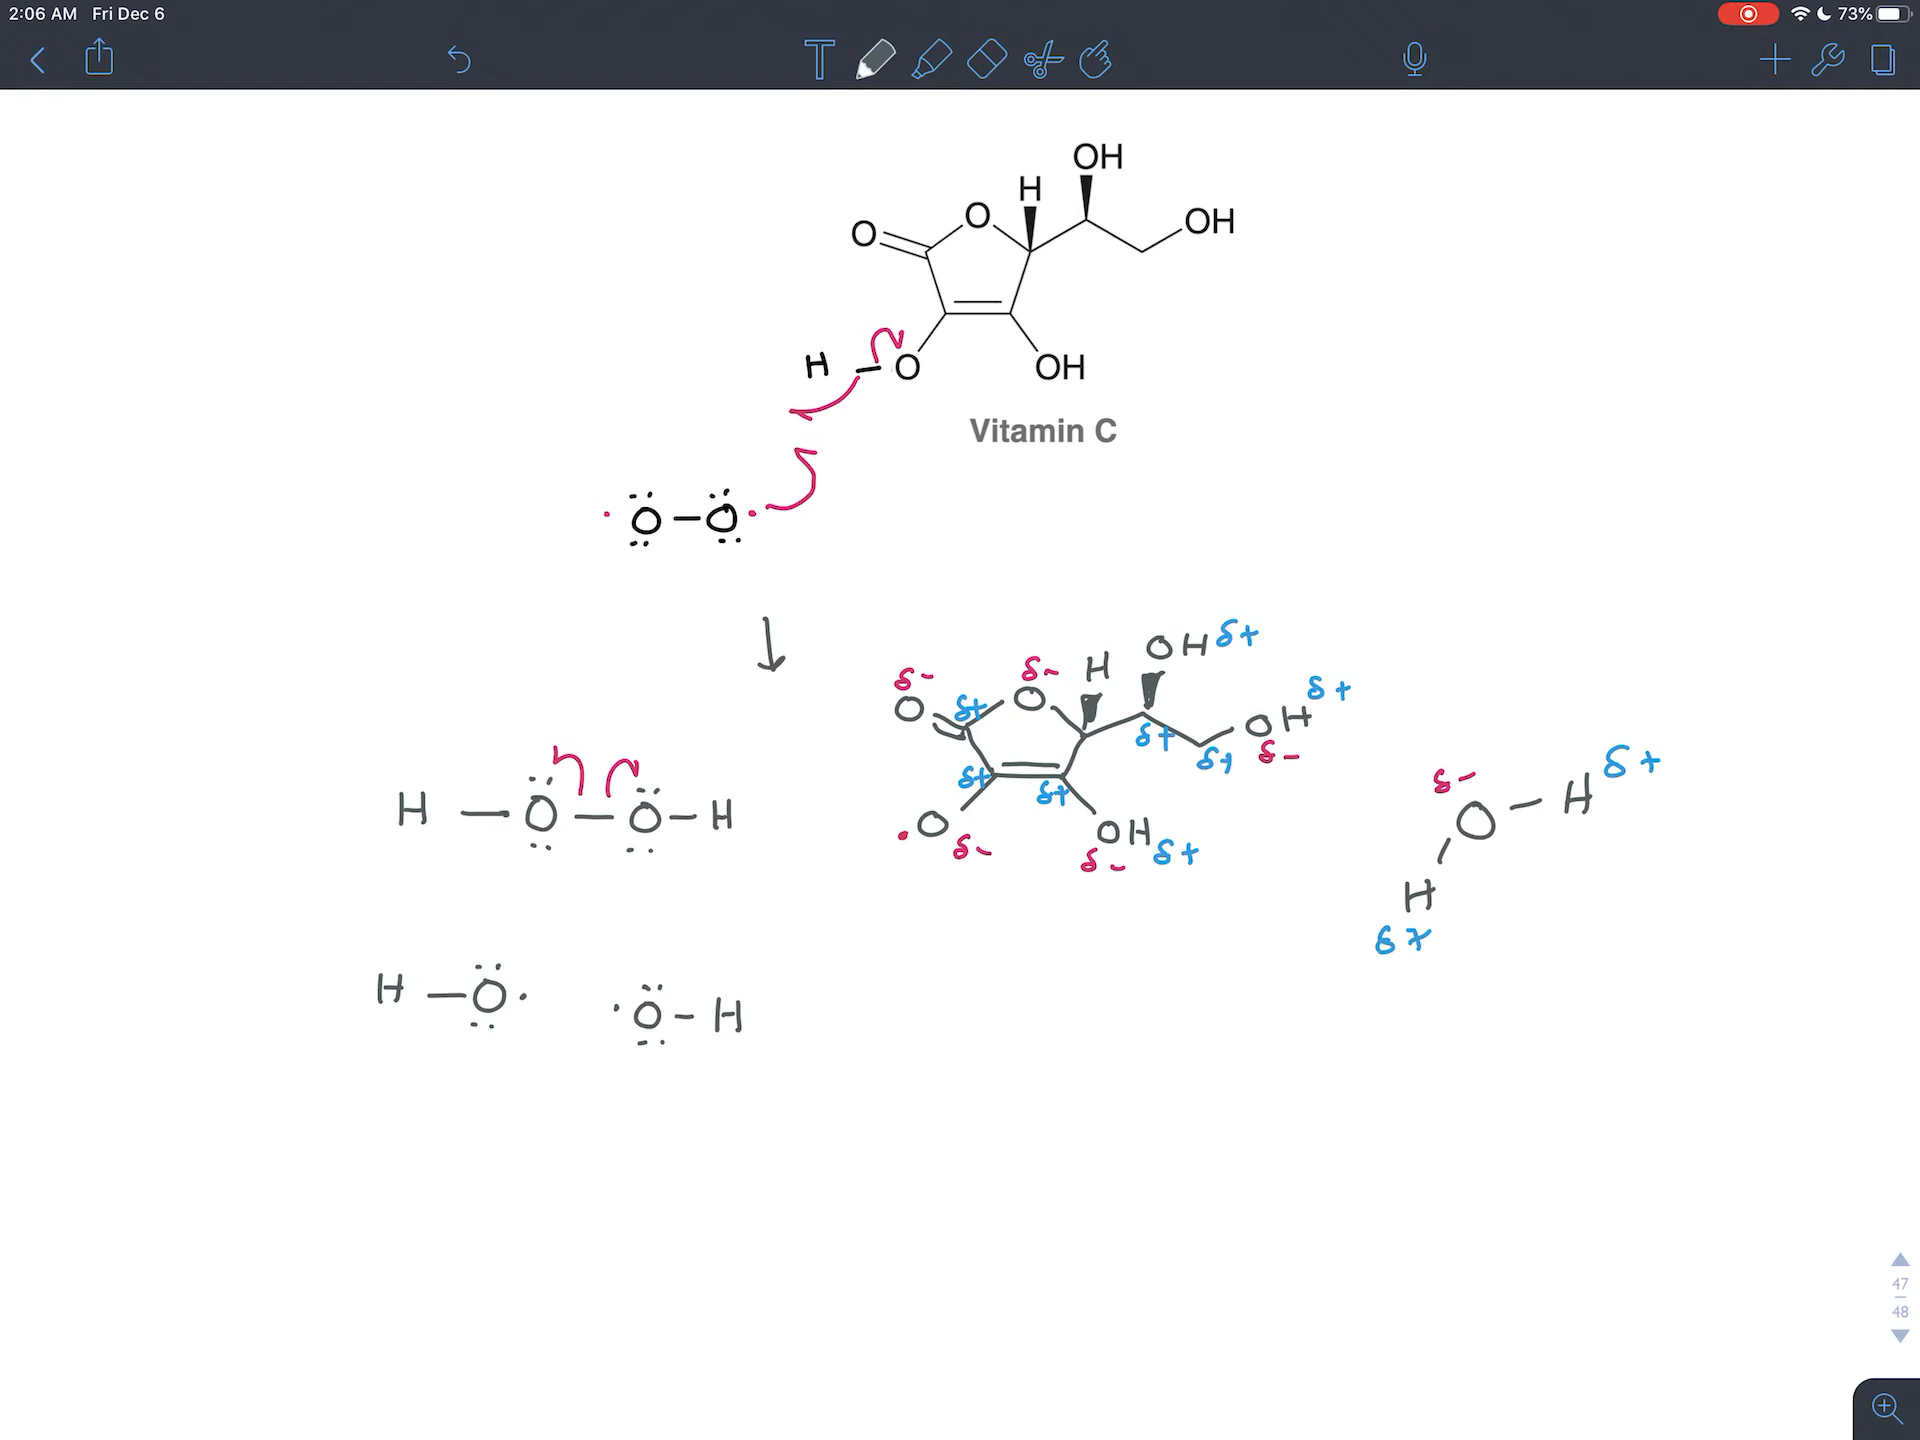 2:06 AM Fri Dec 6
73%
T
OH
H
O
OH
O
H – O
OH
Vitamin C
· O – O ·
OH δ+
δ- H
δ- δ+
O δ+ O
OH
δ+ δ+ δ-
δ+ δ+
δ- δ+
O – H
H – O – O – H
· O OH
δ- δ- δ+
H
δ+
H – O · · O – H
47
48